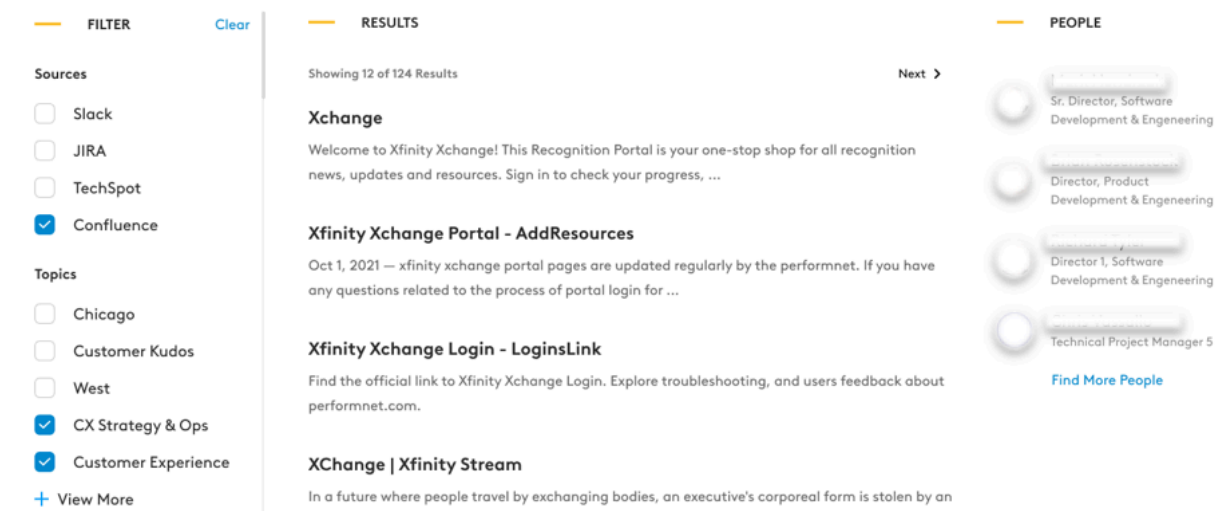 FILTER
Clear
Sources
Slack
JIRA
TechSpot
Confluence
Topics
Chicago
Customer Kudos
West
CX Strategy & Ops
Customer Experience
+ View More
RESULTS
Showing 12 of 124 Results
Next >
Xchange
Welcome to Xfinity Xchange! This Recognition Portal is your one-stop shop for all recognition
news, updates and resources. Sign in to check your progress, ...
Xfinity Xchange Portal - AddResources
Oct 1, 2021 — xfinity xchange portal pages are updated regularly by the performnet. If you have
any questions related to the process of portal login for ...
Xfinity Xchange Login - LoginsLink
Find the official link to Xfinity Xchange Login. Explore troubleshooting, and users feedback about
performnet.com.
XChange | Xfinity Stream
In a future where people travel by exchanging bodies, an executive's corporeal form is stolen by an
PEOPLE
Sr. Director, Software
Development & Engeneering
Director, Product
Development & Engeneering
Director 1, Software
Development & Engeneering
Technical Project Manager 5
Find More People